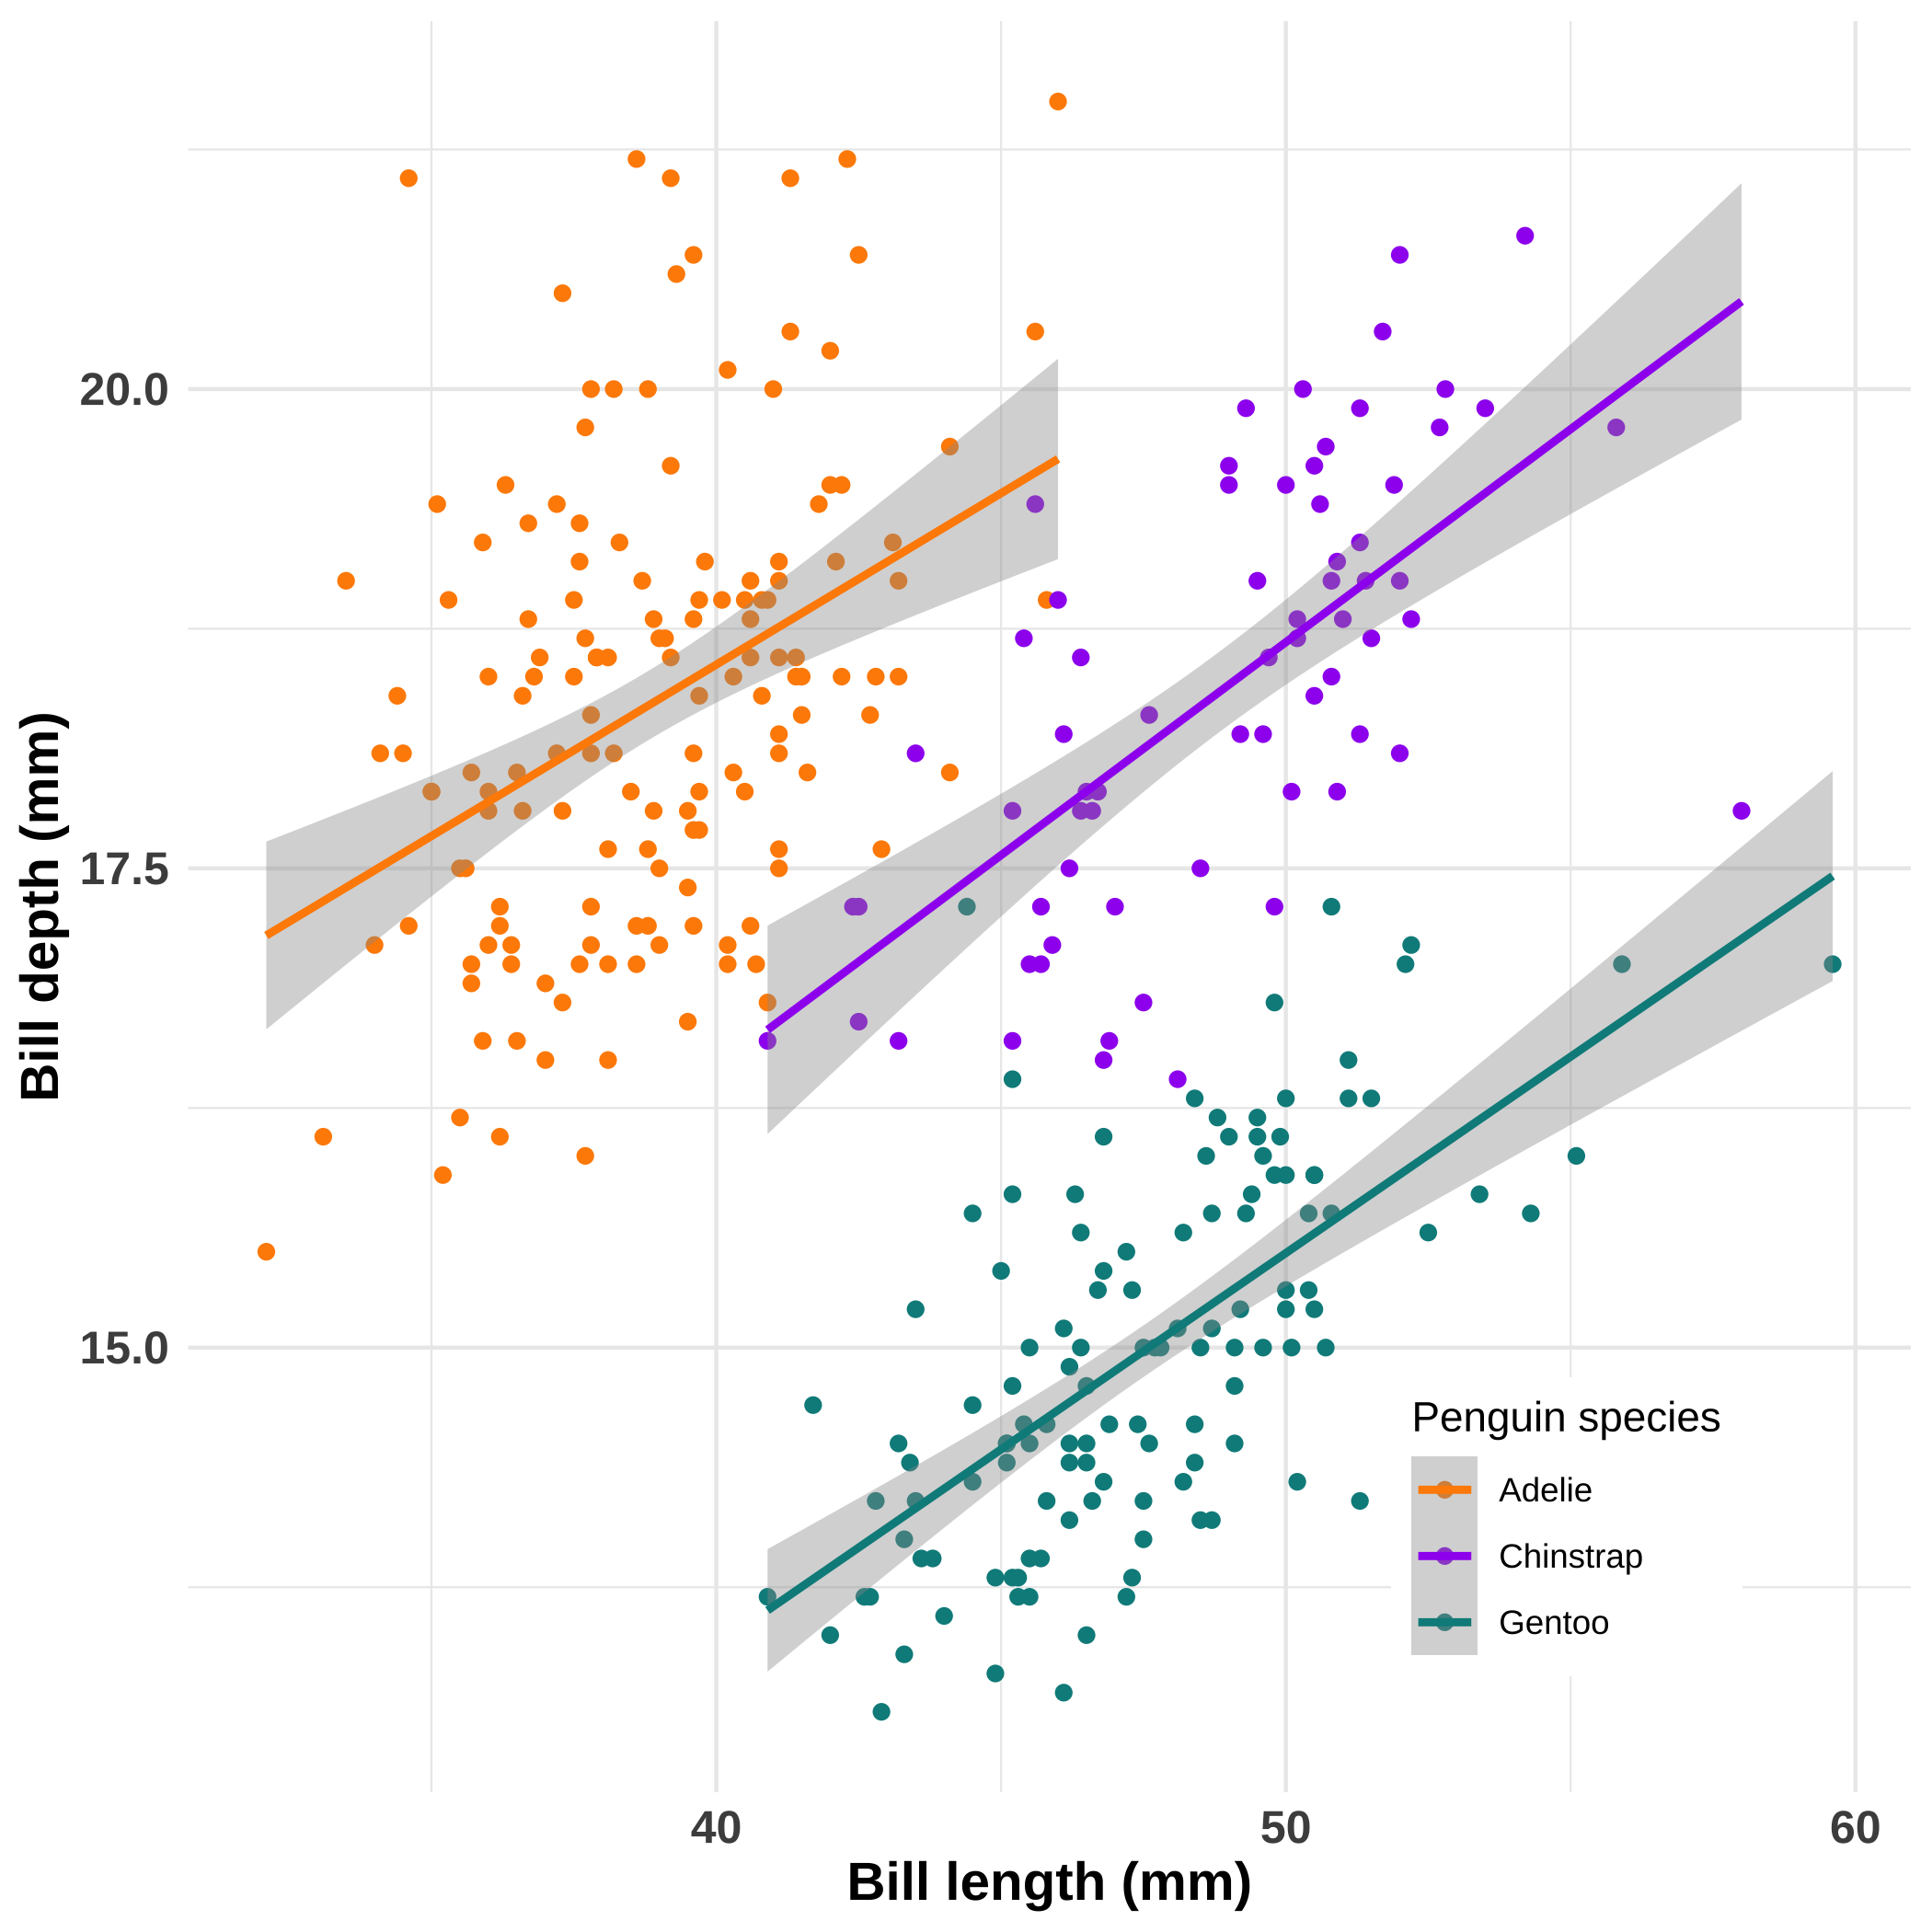 20.0
17.5
15.0
Bill depth (mm)
40
50
60
Bill length (mm)
Penguin species
Adelie
Chinstrap
Gentoo